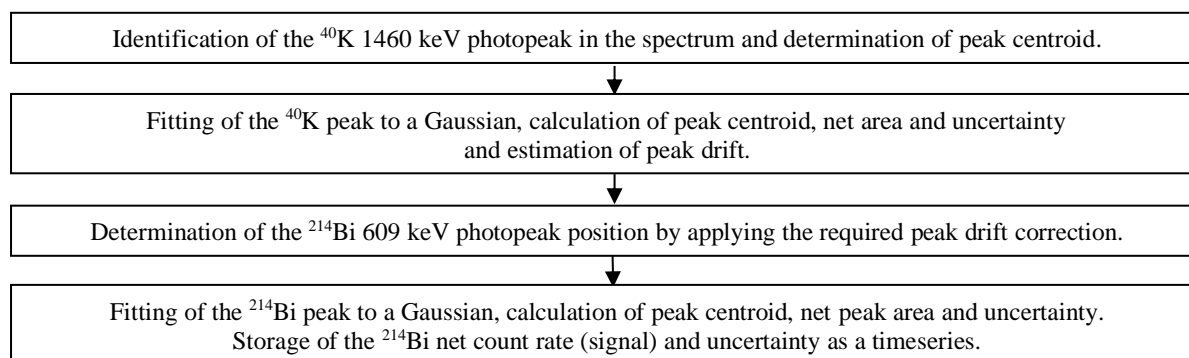 Identification of the ⁴⁰K 1460 keV photopeak in the spectrum and determination of peak centroid.
Fitting of the ⁴⁰K peak to a Gaussian, calculation of peak centroid, net area and uncertainty
and estimation of peak drift.
Determination of the ²¹⁴Bi 609 keV photopeak position by applying the required peak drift correction.
Fitting of the ²¹⁴Bi peak to a Gaussian, calculation of peak centroid, net peak area and uncertainty.
Storage of the ²¹⁴Bi net count rate (signal) and uncertainty as a timeseries.